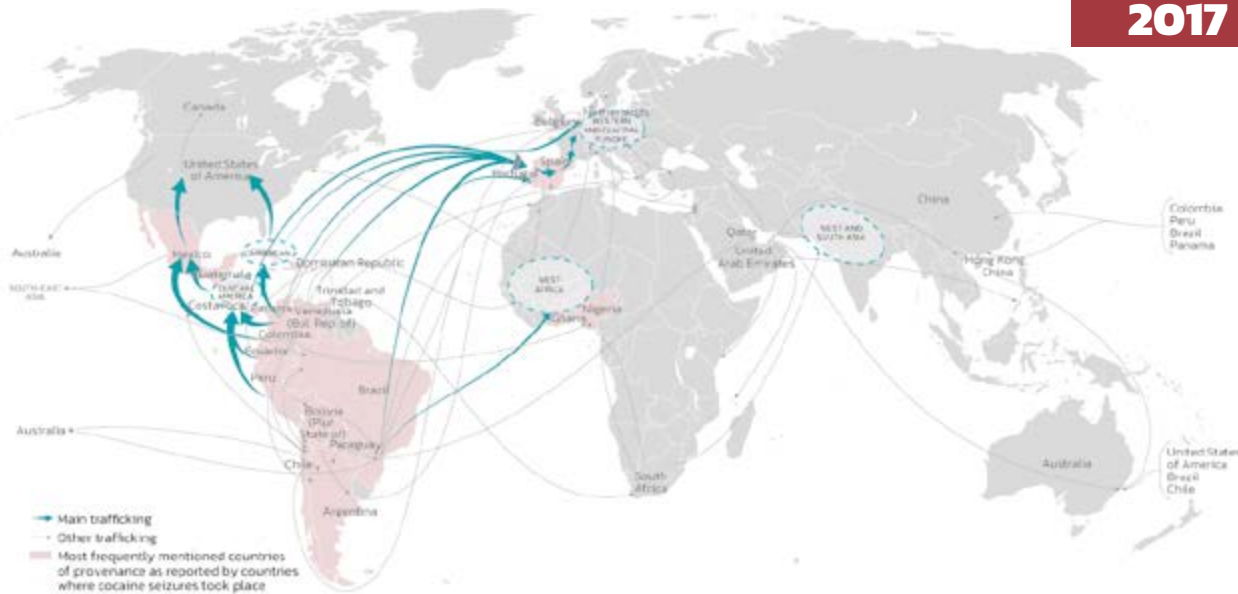 2017
Canada
United States
of America
Australia
SOUTH-EAST
ASIA
Mexico
CARIBBEAN
Dominican Republic
Guatemala
CENTRAL
AMERICA
Costa Rica
Panama
Trinidad and
Tobago
Venezuela
(Bol. Rep. of)
Colombia
Ecuador
Peru
Brazil
Bolivia
(Plur.
State of)
Paraguay
Chile
Argentina
Australia
Netherlands
Belgium
WESTERN
AND CENTRAL
EUROPE
Spain
Portugal
WEST
AFRICA
Nigeria
Ghana
South
Africa
Qatar
United
Arab Emirates
WEST AND
SOUTH ASIA
China
Hong Kong
China
Colombia
Peru
Brazil
Panama
Australia
United States
of America
Brazil
Chile
Main trafficking
Other trafficking
Most frequently mentioned countries
of provenance as reported by countries
where cocaine seizures took place